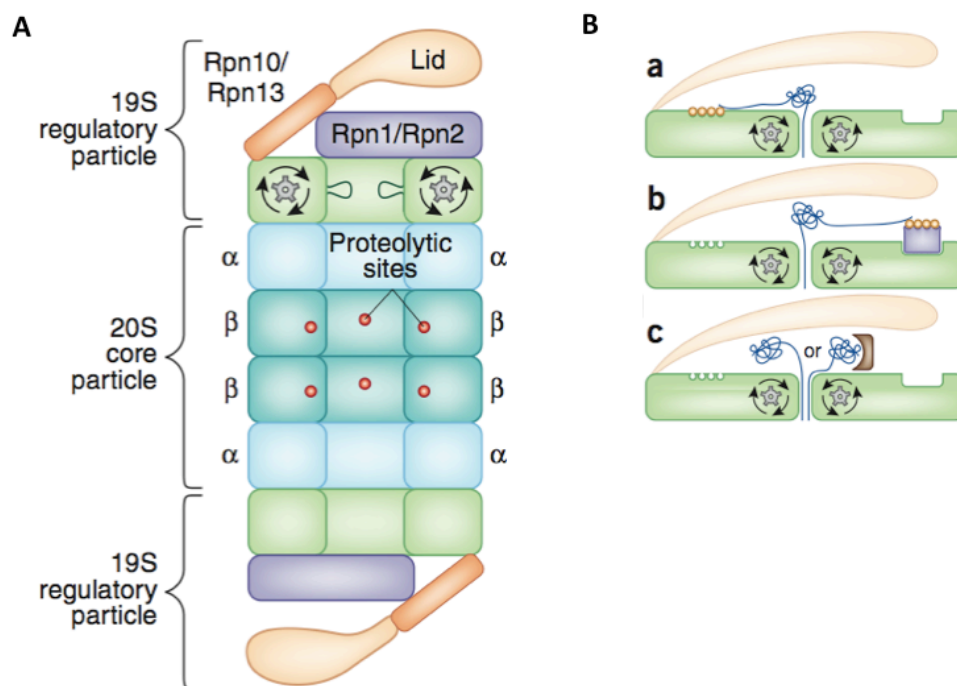 A
Rpn10/
Rpn13
Lid
19S
regulatory
particle
Rpn1/Rpn2
Proteolytic
sites
α
α
β
β
20S
core
particle
β
β
α
α
19S
regulatory
particle
B
a
b
c
or